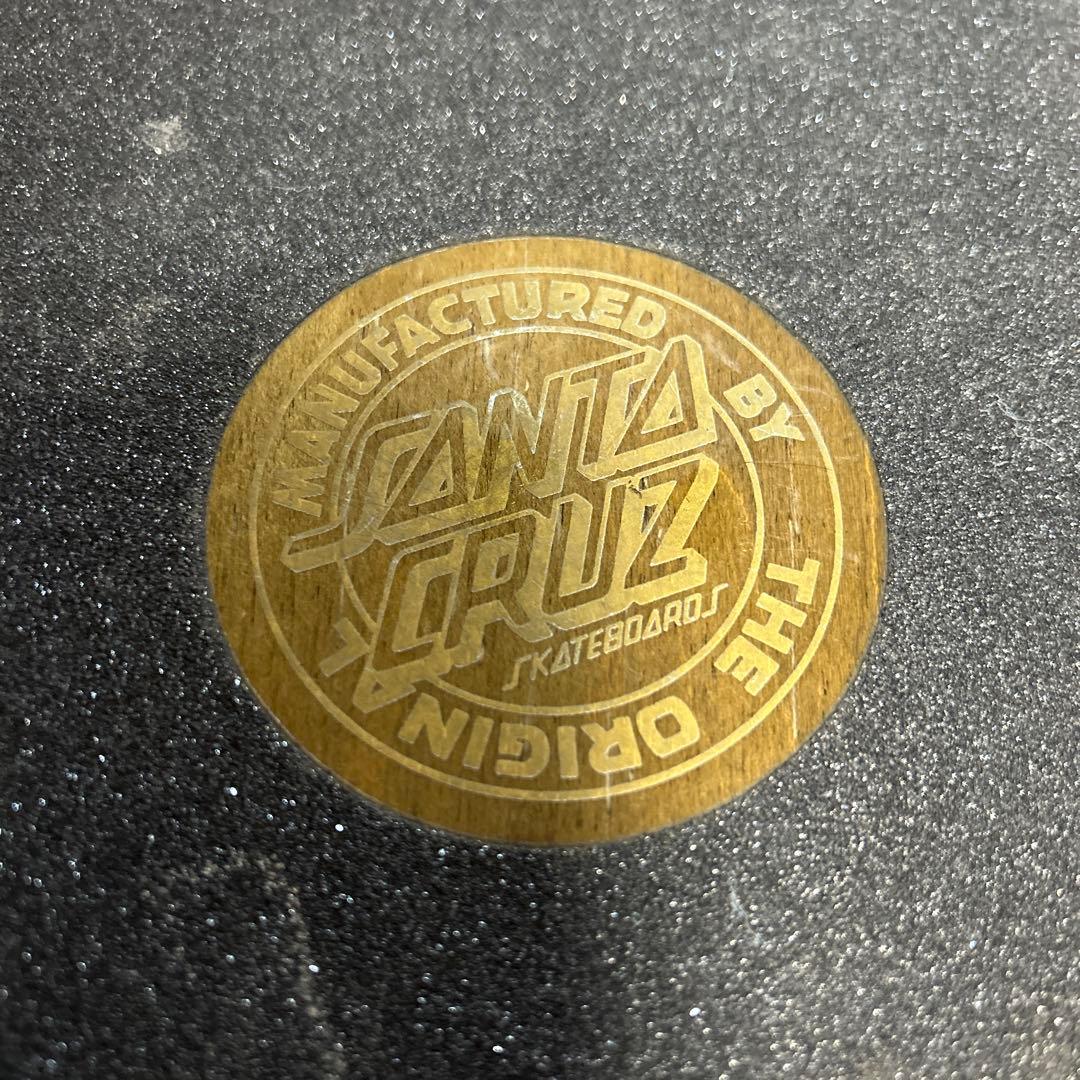 MANUFACTURED BY THE ORIGINAL
SANTA
CRUZ
SKATEBOARDS